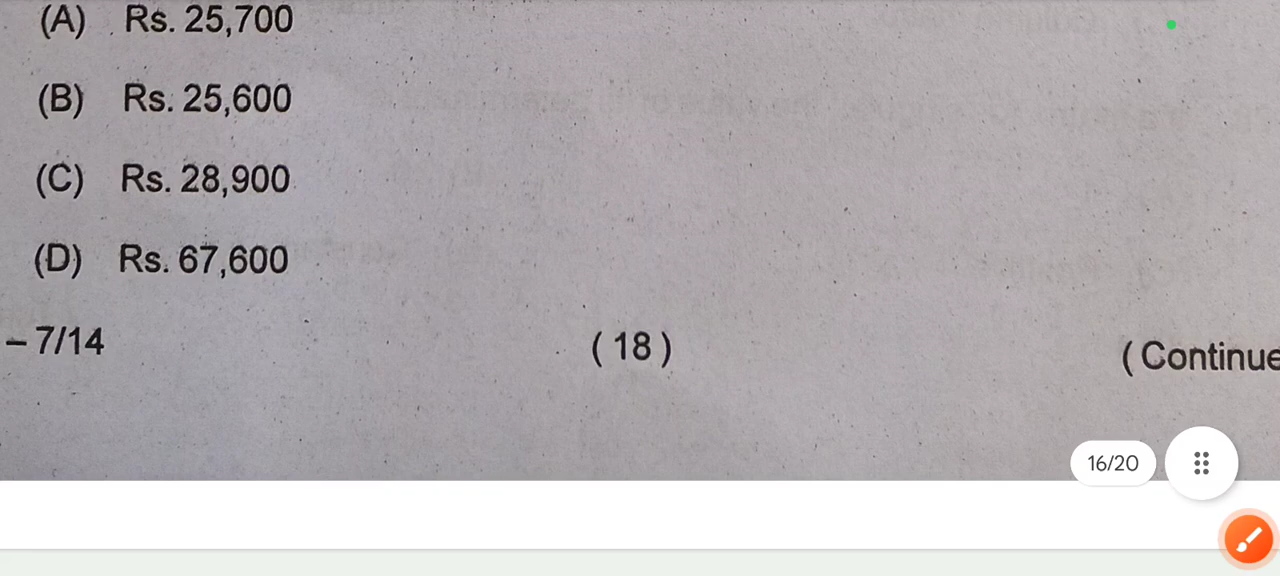 (A) Rs. 25,700
(B) Rs. 25,600
(C) Rs. 28,900
(D) Rs. 67,600
– 7/14 ( 18 ) ( Continue
16/20